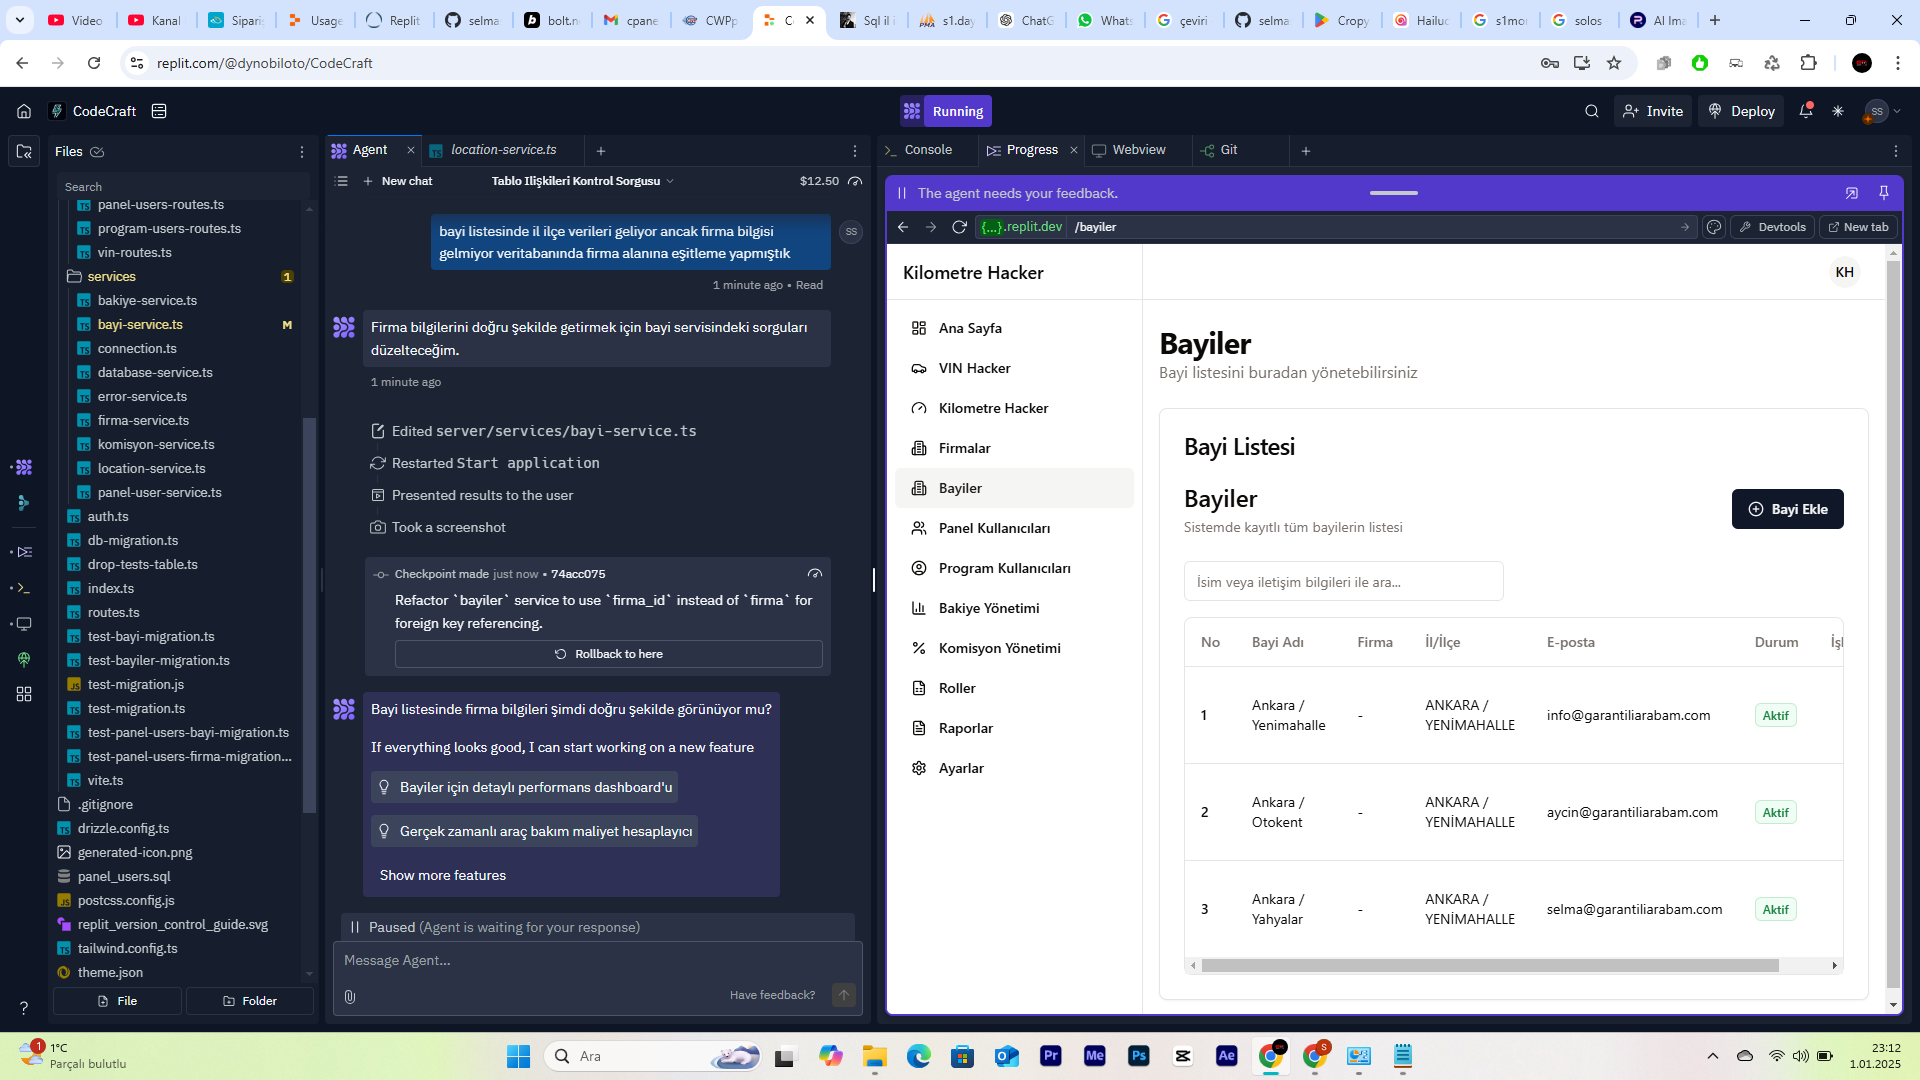 Video
Kanal
Sipari
Usage
Replit
selma
bolt.n
cpane
CWPp
C
Sql il i
s1.day
ChatG
Whats
çeviri
selma
Cropy
Hailuo
s1mo
solos
AI Ima
replit.com/@dynobiloto/CodeCraft
CodeCraft
Running
Invite
Deploy
SS
Files
Search
panel-users-routes.ts
program-users-routes.ts
vin-routes.ts
services
1
bakiye-service.ts
bayi-service.ts
M
connection.ts
database-service.ts
error-service.ts
firma-service.ts
komisyon-service.ts
location-service.ts
panel-user-service.ts
auth.ts
db-migration.ts
drop-tests-table.ts
index.ts
routes.ts
test-bayi-migration.ts
test-bayiler-migration.ts
test-migration.js
test-migration.ts
test-panel-users-bayi-migration.ts
test-panel-users-firma-migration...
vite.ts
.gitignore
drizzle.config.ts
generated-icon.png
panel_users.sql
postcss.config.js
replit_version_control_guide.svg
tailwind.config.ts
theme.json
File
Folder
Agent
location-service.ts
New chat
Tablo Ilişkileri Kontrol Sorgusu
$12.50
bayi listesinde il ilçe verileri geliyor ancak firma bilgisi
gelmiyor veritabanında firma alanına eşitleme yapmıştık
SS
1 minute ago • Read
Firma bilgilerini doğru şekilde getirmek için bayi servisindeki sorguları
düzelteceğim.
1 minute ago
Edited server/services/bayi-service.ts
Restarted Start application
Presented results to the user
Took a screenshot
Checkpoint made just now • 74acc075
Refactor `bayiler` service to use `firma_id` instead of `firma` for
foreign key referencing.
Rollback to here
Bayi listesinde firma bilgileri şimdi doğru şekilde görünüyor mu?
If everything looks good, I can start working on a new feature
Bayiler için detaylı performans dashboard'u
Gerçek zamanlı araç bakım maliyet hesaplayıcı
Show more features
Paused (Agent is waiting for your response)
Message Agent...
Have feedback?
Console
Progress
Webview
Git
The agent needs your feedback.
{...}.replit.dev
/bayiler
Devtools
New tab
Kilometre Hacker
KH
Ana Sayfa
VIN Hacker
Kilometre Hacker
Firmalar
Bayiler
Panel Kullanıcıları
Program Kullanıcıları
Bakiye Yönetimi
Komisyon Yönetimi
Roller
Raporlar
Ayarlar
Bayiler
Bayi listesini buradan yönetebilirsiniz
Bayi Listesi
Bayiler
Sistemde kayıtlı tüm bayilerin listesi
Bayi Ekle
İsim veya iletişim bilgileri ile ara...
No Bayi Adı Firma İl/İlçe E-posta Durum İşl
1 Ankara / Yenimahalle - ANKARA / YENİMAHALLE info@garantiliarabam.com Aktif
2 Ankara / Otokent - ANKARA / YENİMAHALLE aycin@garantiliarabam.com Aktif
3 Ankara / Yahyalar - ANKARA / YENİMAHALLE selma@garantiliarabam.com Aktif
?
1
1°C
Parçalı bulutlu
Ara
Pr
Me
Ps
Ae
S
23:12
1.01.2025